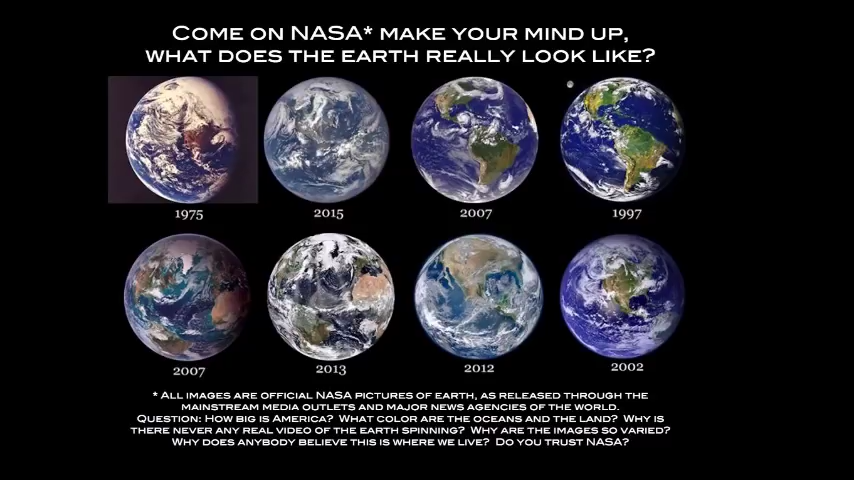 COME ON NASA* MAKE YOUR MIND UP,
WHAT DOES THE EARTH REALLY LOOK LIKE?
1975 2015 2007 1997
2007 2013 2012 2002
* ALL IMAGES ARE OFFICIAL NASA PICTURES OF EARTH, AS RELEASED THROUGH THE
MAINSTREAM MEDIA OUTLETS AND MAJOR NEWS AGENCIES OF THE WORLD.
QUESTION: HOW BIG IS AMERICA? WHAT COLOR ARE THE OCEANS AND THE LAND? WHY IS
THERE NEVER ANY REAL VIDEO OF THE EARTH SPINNING? WHY ARE THE IMAGES SO VARIED?
WHY DOES ANYBODY BELIEVE THIS IS WHERE WE LIVE? DO YOU TRUST NASA?